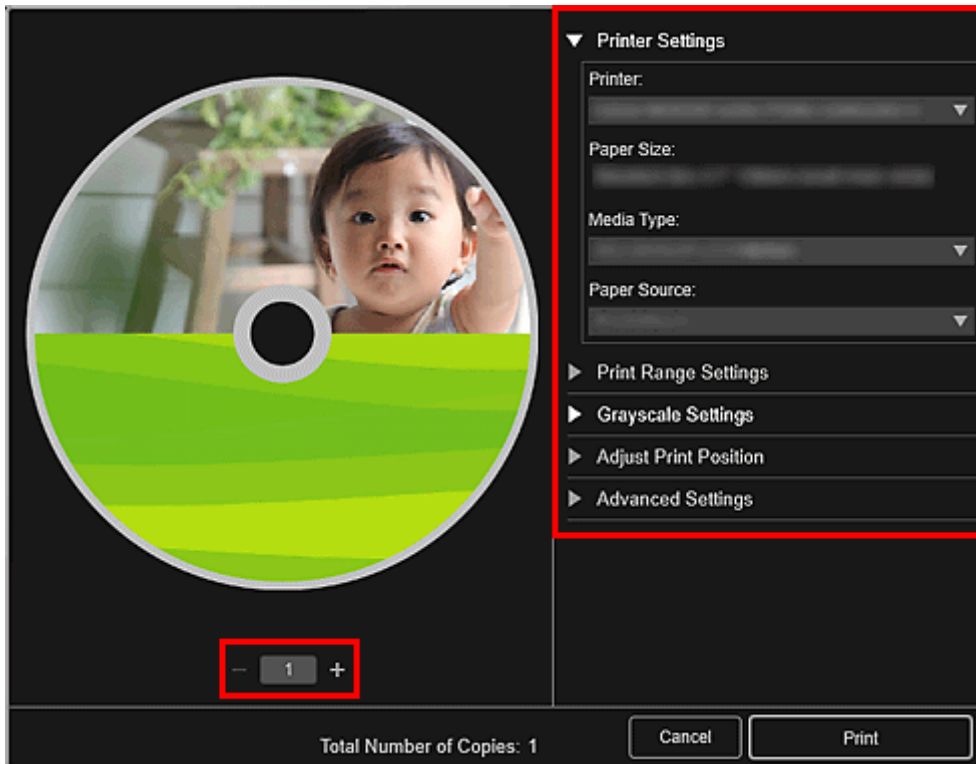 Printer Settings
Printer:
Paper Size:
Media Type:
Paper Source:
Print Range Settings
Grayscale Settings
Adjust Print Position
Advanced Settings
− 1 +
Total Number of Copies: 1
Cancel
Print